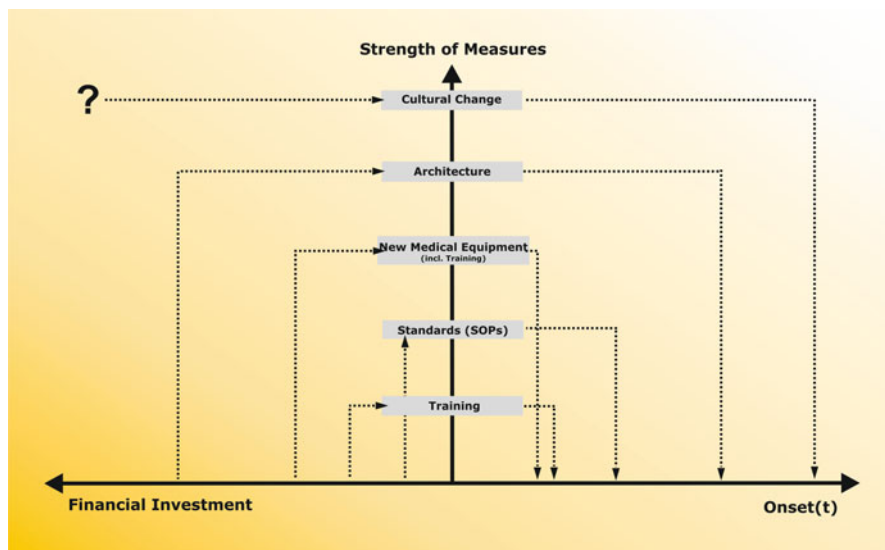 Strength of Measures
?
Cultural Change
Architecture
New Medical Equipment
(incl. Training)
Standards (SOPs)
Training
Financial Investment
Onset(t)